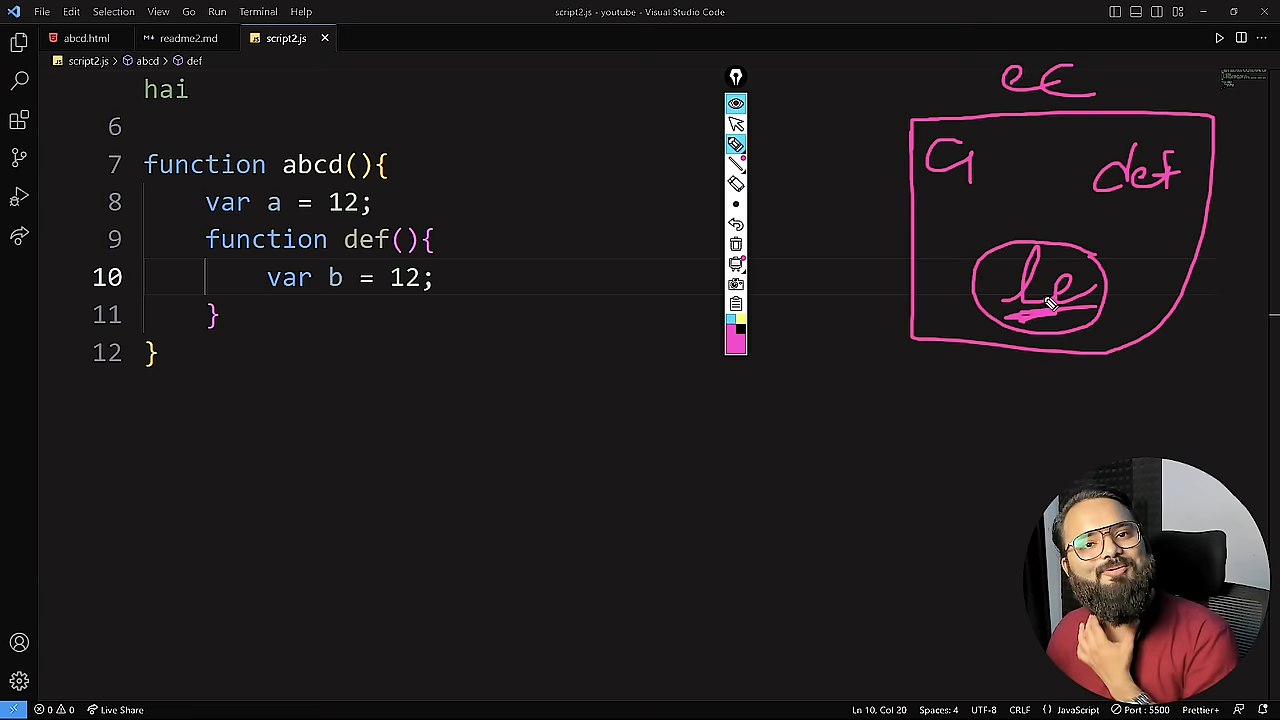 File Edit Selection View Go Run Terminal Help script2.js - youtube - Visual Studio Code
abcd.html readme2.md script2.js
script2.js > abcd > def
hai
6
7 function abcd(){
8 var a = 12;
9 function def(){
10 var b = 12;
11 }
12 }
eC
a def
le
0 0 Live Share Ln 10, Col 20 Spaces: 4 UTF-8 CRLF JavaScript Port : 5500 Prettier+